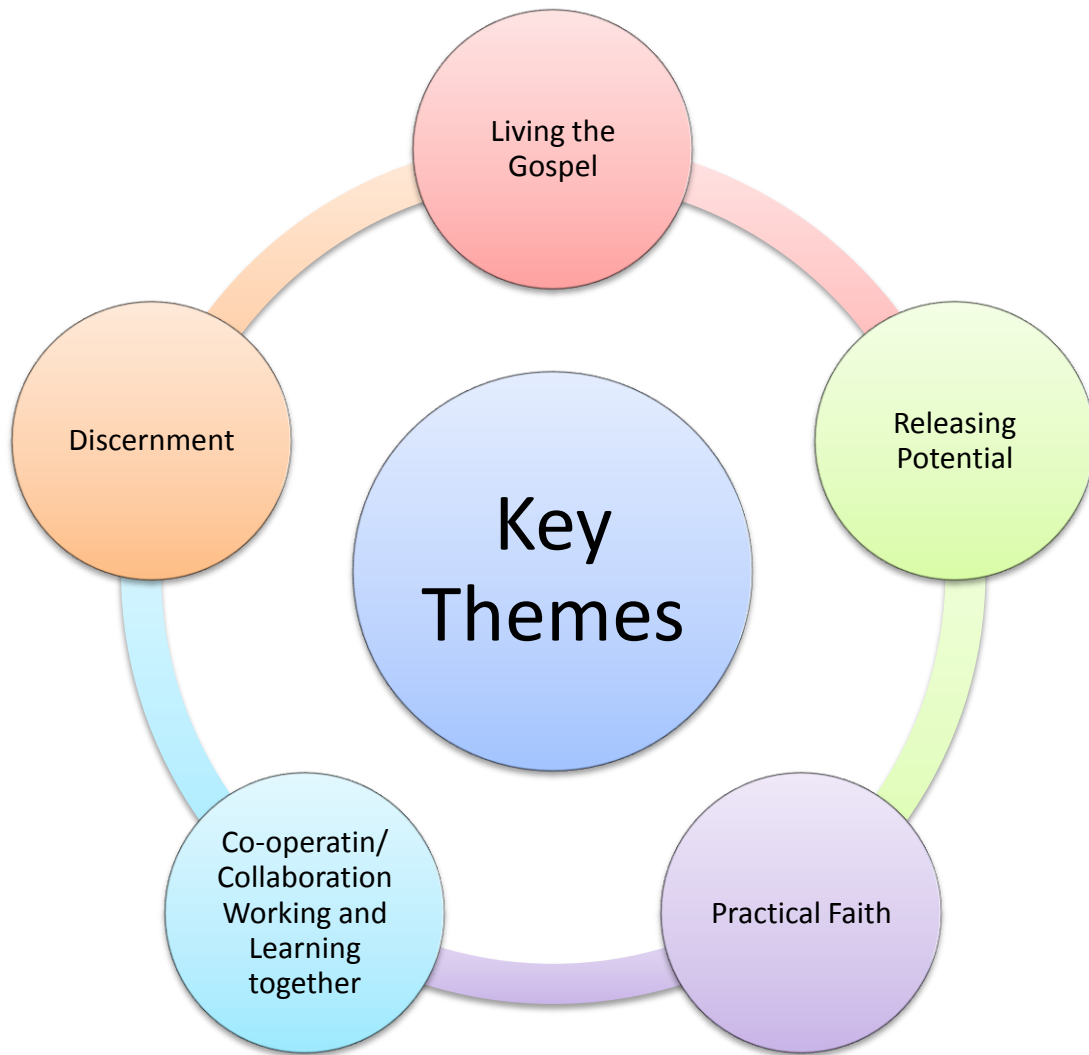 Living the
Gospel
Releasing
Potential
Practical Faith
Co-operatin/
Collaboration
Working and
Learning
together
Discernment
Key
Themes